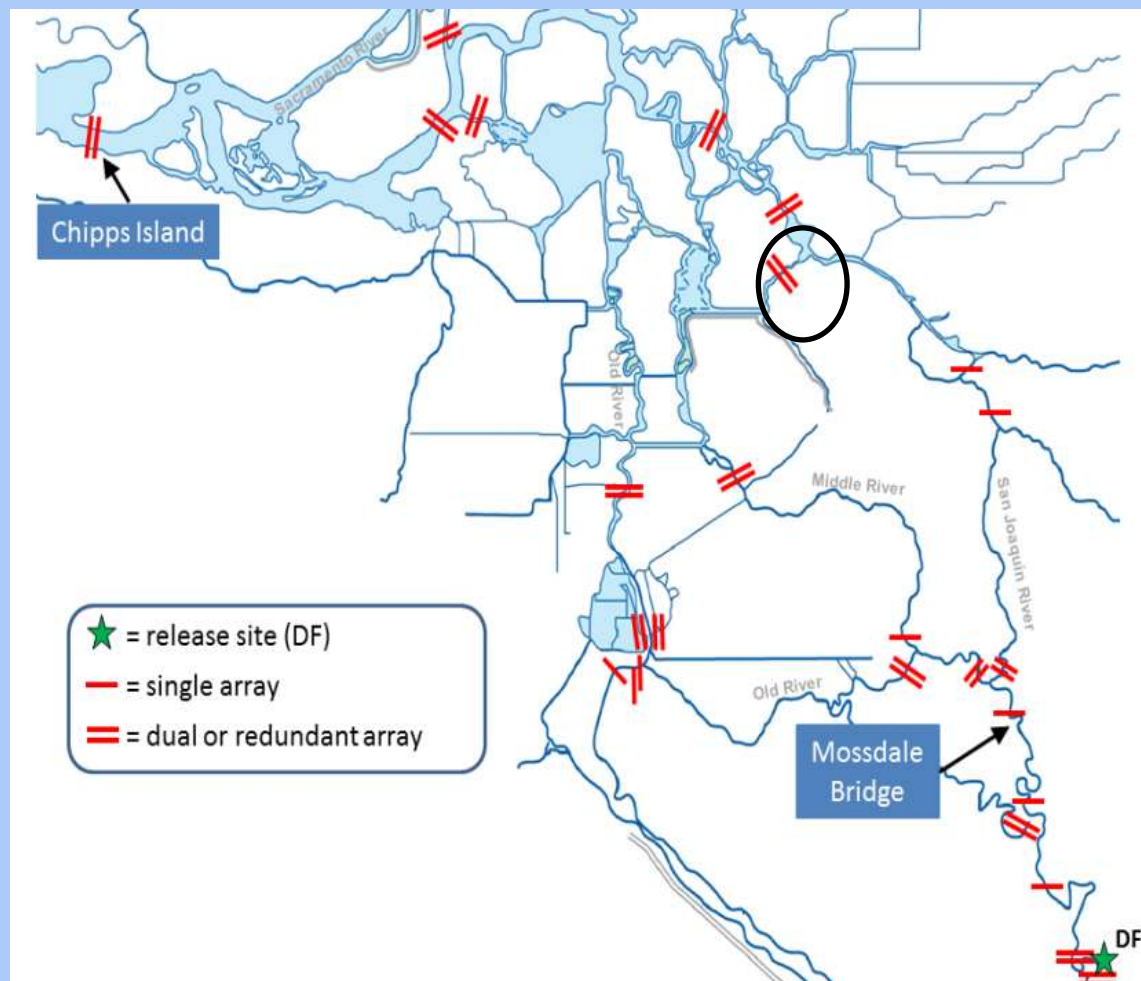 Sacramento River
Chipps Island
Old River
Middle River
San Joaquin River
= release site (DF)
= single array
= dual or redundant array
Old River
Mossdale
Bridge
DF